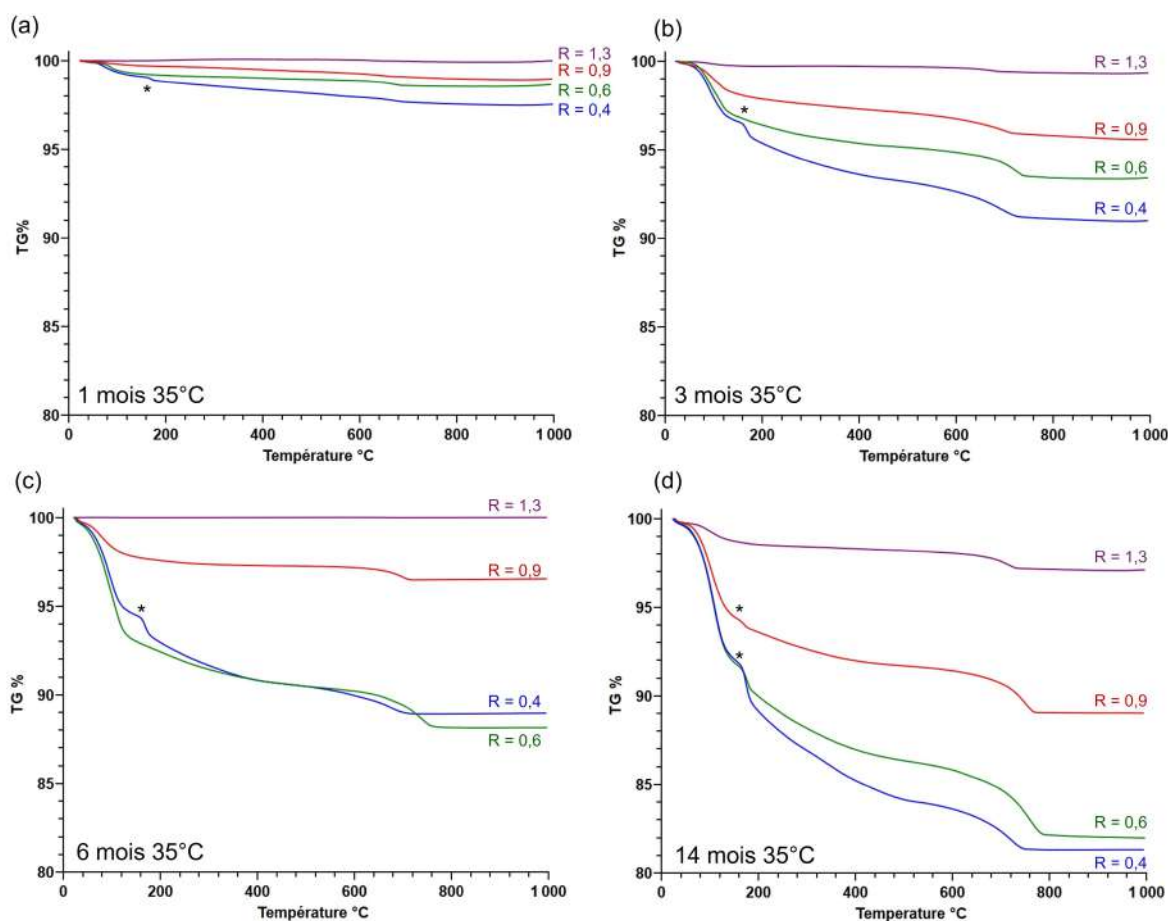 (a)
100
95
90
85
80
TG%
R = 1,3
R = 0,9
R = 0,6
R = 0,4
*
1 mois 35°C
0
200
400
600
800
1 000
Température °C
(b)
100
95
90
85
80
TG %
R = 1,3
*
R = 0,9
R = 0,6
R = 0,4
3 mois 35°C
0
200
400
600
800
1 000
Température °C
(c)
100
95
90
85
80
TG %
R = 1,3
R = 0,9
*
R = 0,4
R = 0,6
6 mois 35°C
0
200
400
600
800
1 000
Température °C
(d)
100
95
90
85
80
TG %
R = 1,3
*
*
R = 0,9
R = 0,6
R = 0,4
14 mois 35°C
0
200
400
600
800
1 000
Temperature °C